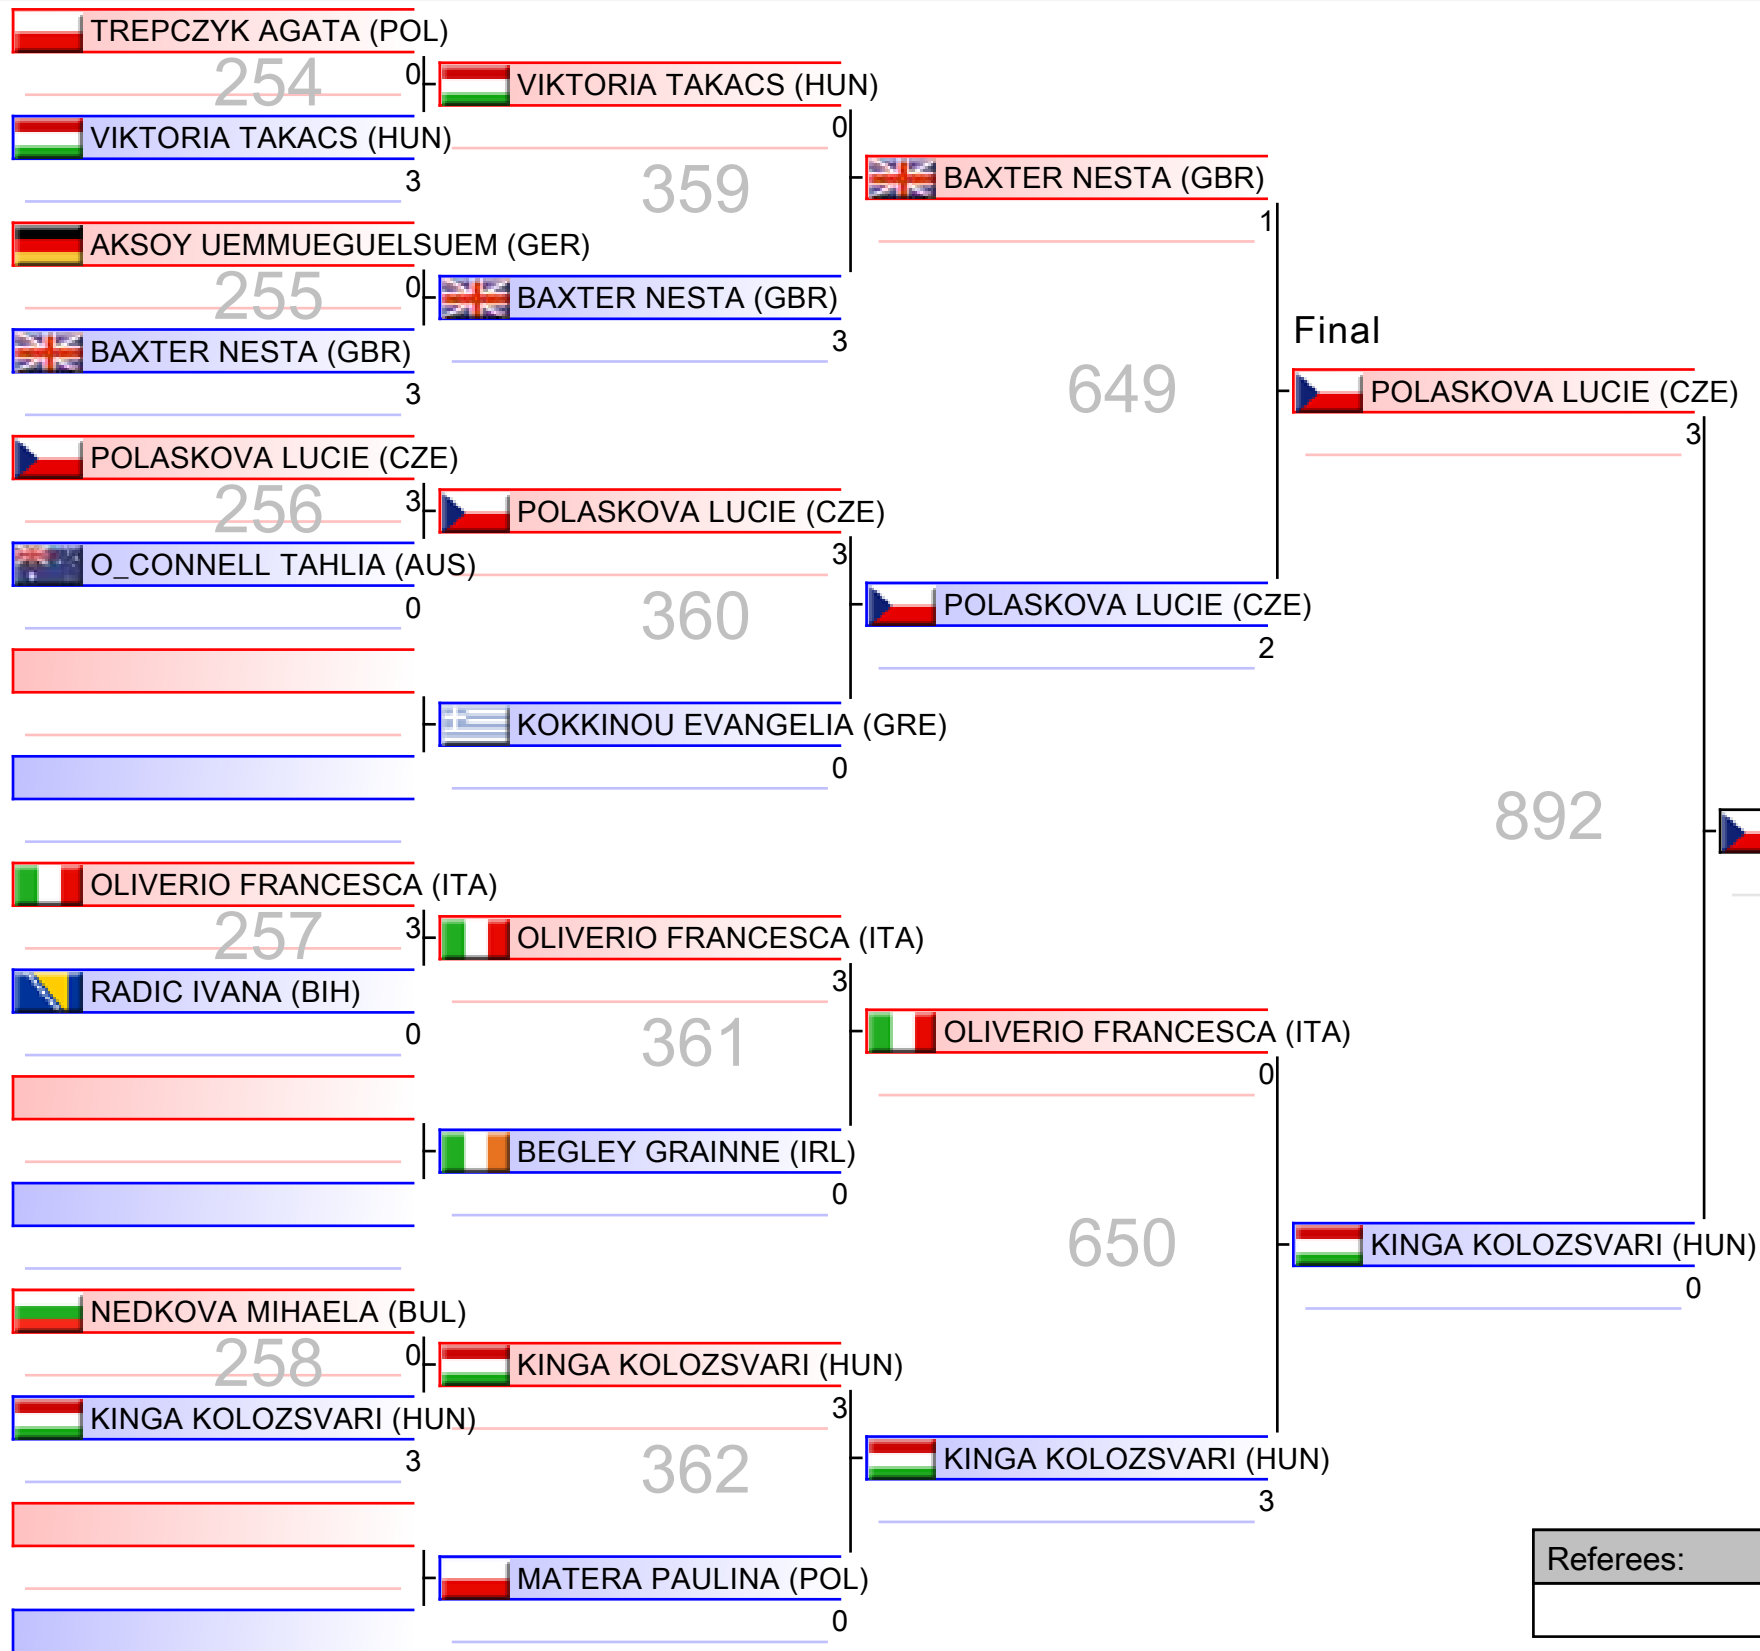 TREPCZYK AGATA (POL)
254
0
VIKTORIA TAKACS (HUN)
3
AKSOY UEMMUEGUELSUEM (GER)
255
0
BAXTER NESTA (GBR)
3
POLASKOVA LUCIE (CZE)
256
3
O_CONNELL TAHLIA (AUS)
0
OLIVERIO FRANCESCA (ITA)
257
3
RADIC IVANA (BIH)
0
NEDKOVA MIHAELA (BUL)
258
0
KINGA KOLOZSVARI (HUN)
3
VIKTORIA TAKACS (HUN)
0
359
BAXTER NESTA (GBR)
3
POLASKOVA LUCIE (CZE)
3
360
KOKKINOU EVANGELIA (GRE)
0
OLIVERIO FRANCESCA (ITA)
3
361
BEGLEY GRAINNE (IRL)
0
KINGA KOLOZSVARI (HUN)
3
362
MATERA PAULINA (POL)
0
BAXTER NESTA (GBR)
1
649
POLASKOVA LUCIE (CZE)
2
OLIVERIO FRANCESCA (ITA)
0
650
KINGA KOLOZSVARI (HUN)
3
Final
POLASKOVA LUCIE (CZE)
3
892
KINGA KOLOZSVARI (HUN)
0
Referees: